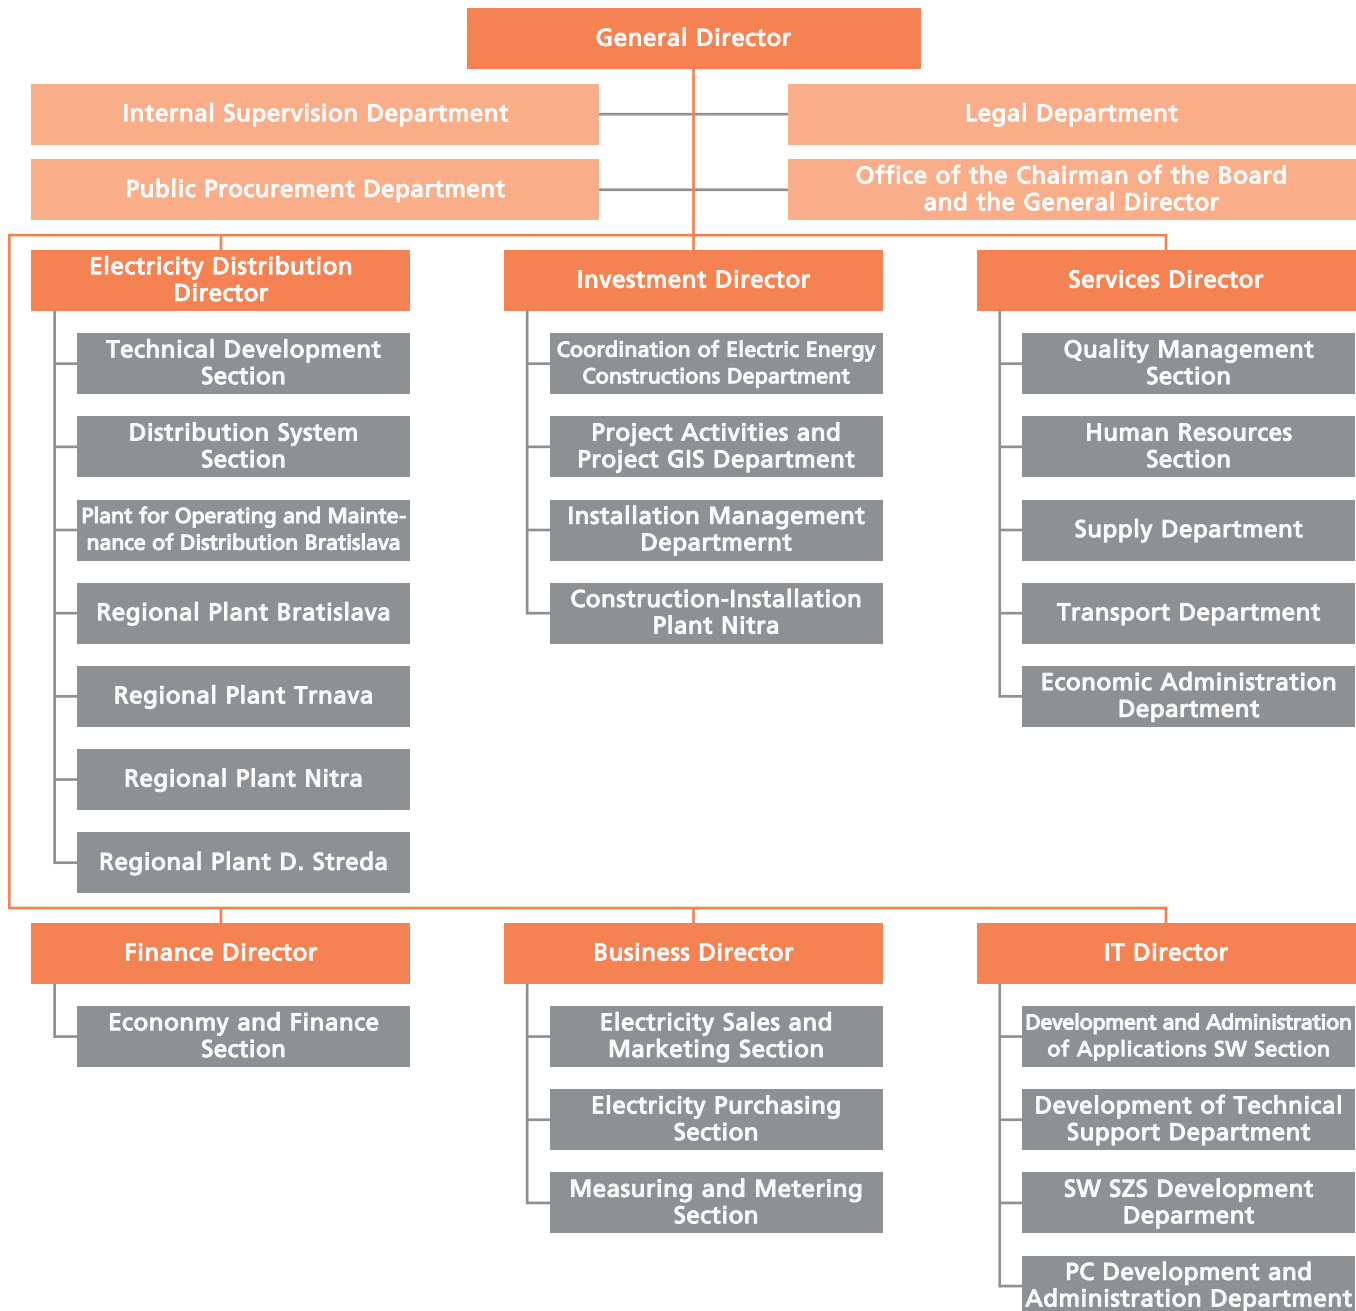 General Director
Internal Supervision Department
Legal Department
Public Procurement Department
Office of the Chairman of the Board
and the General Director
Electricity Distribution
Director
Technical Development
Section
Distribution System
Section
Plant for Operating and Mainte-
nance of Distribution Bratislava
Regional Plant Bratislava
Regional Plant Trnava
Regional Plant Nitra
Regional Plant D. Streda
Investment Director
Coordination of Electric Energy
Constructions Department
Project Activities and
Project GIS Department
Installation Management
Departmernt
Construction-Installation
Plant Nitra
Services Director
Quality Management
Section
Human Resources
Section
Supply Department
Transport Department
Economic Administration
Department
Finance Director
Econonmy and Finance
Section
Business Director
Electricity Sales and
Marketing Section
Electricity Purchasing
Section
Measuring and Metering
Section
IT Director
Development and Administration
of Applications SW Section
Development of Technical
Support Department
SW SZS Development
Deparment
PC Development and
Administration Department